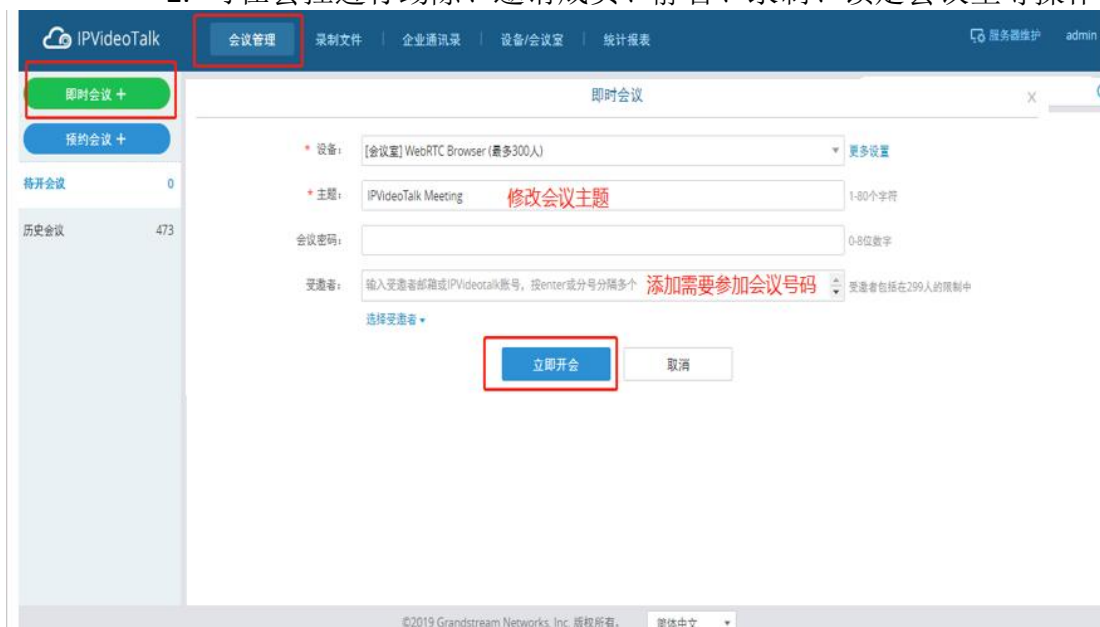 IPVideoTalk 会议管理 录制文件 企业通讯录 设备/会议室 统计报表 服务器维护 admin
即时会议 +
即时会议 X
预约会议 +
* 设备： [会议室] WebRTC Browser (最多300人) 更多设置
待开会议 0
* 主题： IPVideoTalk Meeting 修改会议主题 1-80个字符
历史会议 473
会议密码： 0-8位数字
受邀者： 输入受邀者邮箱或IPVideotalk账号，按enter或分号分隔多个 添加需要参加会议号码 受邀者包括在299人的限制中
选择受邀者
立即开会 取消
©2019 Grandstream Networks, Inc. 版权所有。 简体中文